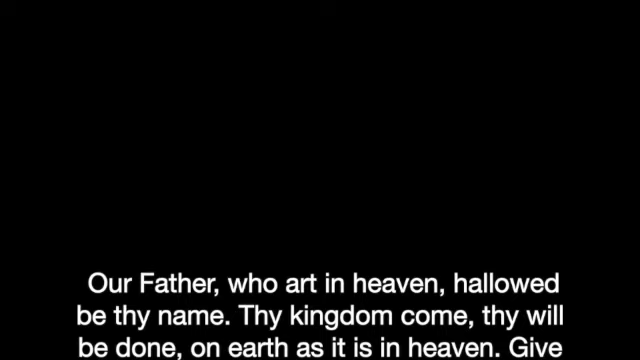 Our Father, who art in heaven, hallowed
be thy name. Thy kingdom come, thy will
be done, on earth as it is in heaven. Give